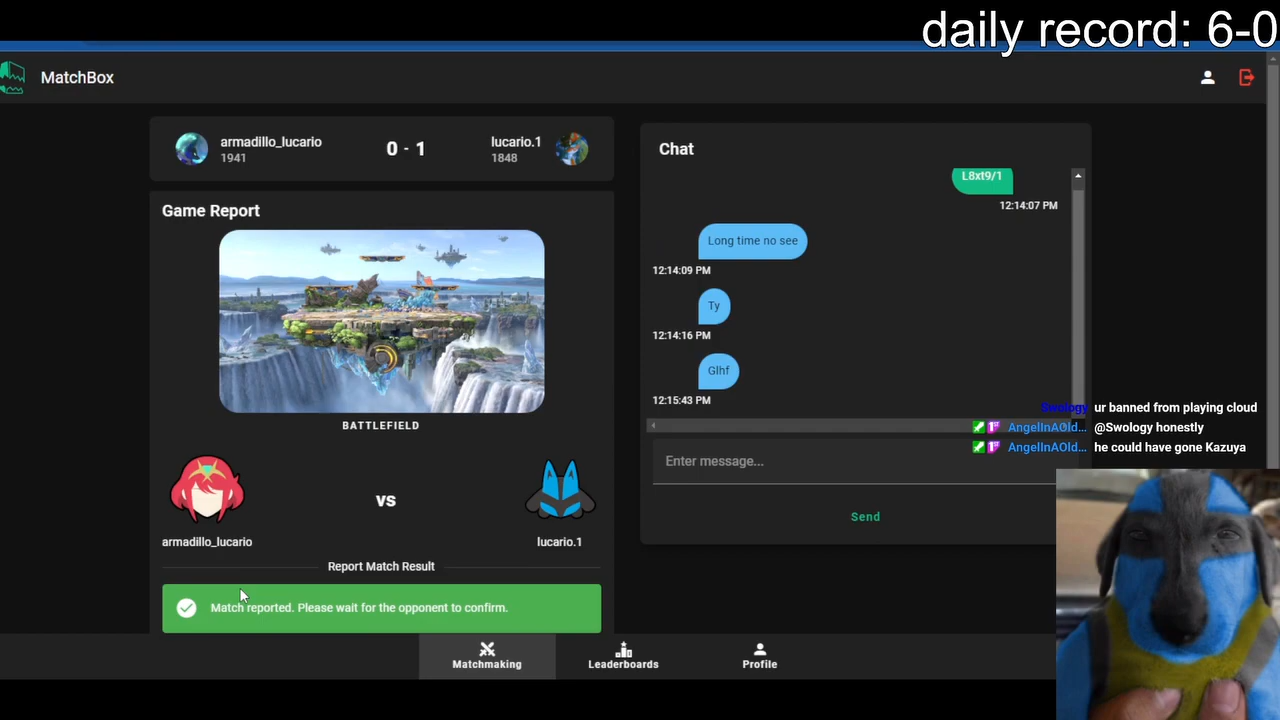 daily record: 6-0
MatchBox
armadillo_lucario
1941
0 - 1
lucario.1
1848
Game Report
BATTLEFIELD
armadillo_lucario
vs
lucario.1
Report Match Result
Match reported. Please wait for the opponent to confirm.
Chat
L8xt9/1
12:14:07 PM
Long time no see
12:14:09 PM
Ty
12:14:16 PM
Glhf
12:15:43 PM
Enter message...
Send
Swology ur banned from playing cloud
AngelInAOld... @Swology honestly
AngelInAOld... he could have gone Kazuya
Matchmaking
Leaderboards
Profile